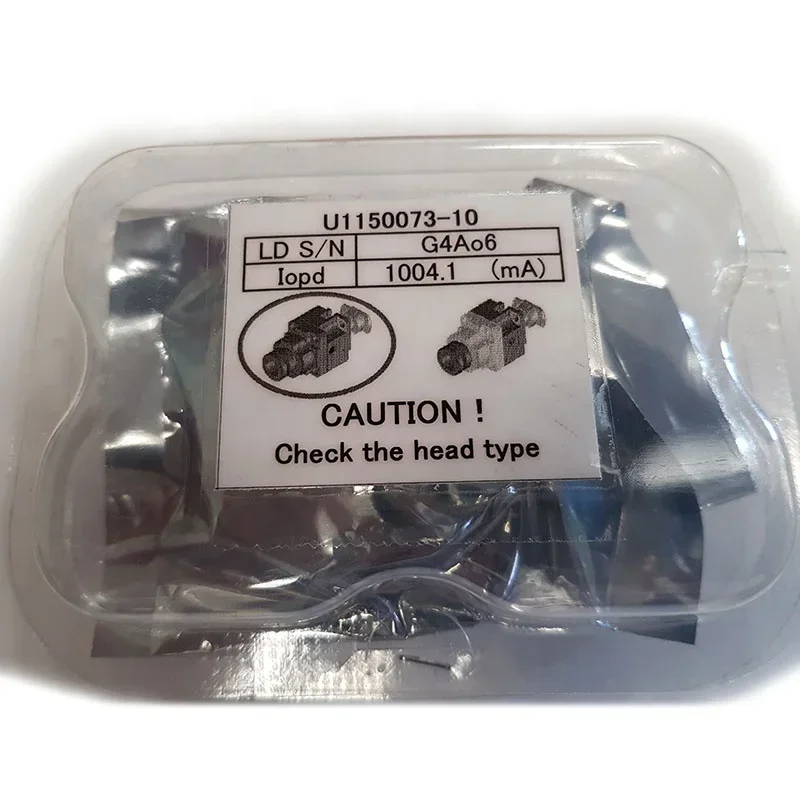 U1150073-10
LD S/N G4Ao6
Iopd 1004.1 (mA)
CAUTION !
Check the head type